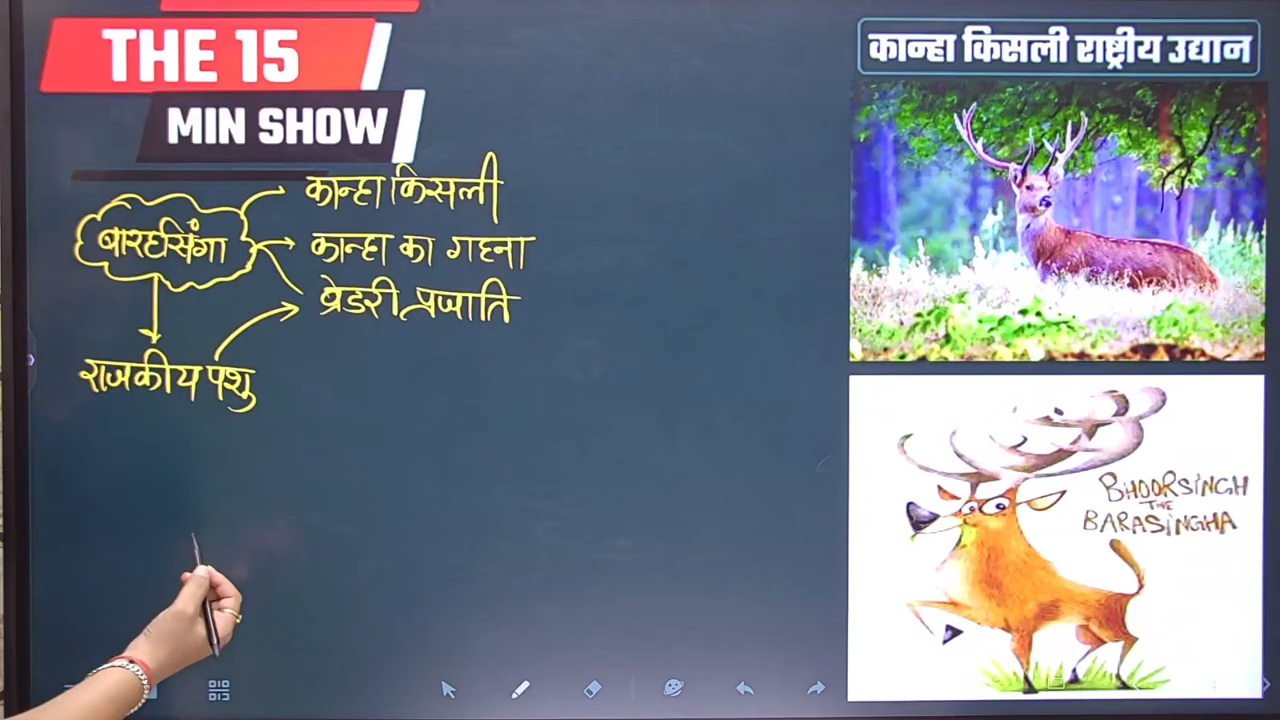 THE 15
MIN SHOW
कान्हा किसली राष्ट्रीय उद्यान
बारहसिंगा
कान्हा किसली
कान्हा का गहना
ब्रेडरी प्रजाति
राजकीय पशु
BHOORSINGH
THE
BARASINGHA